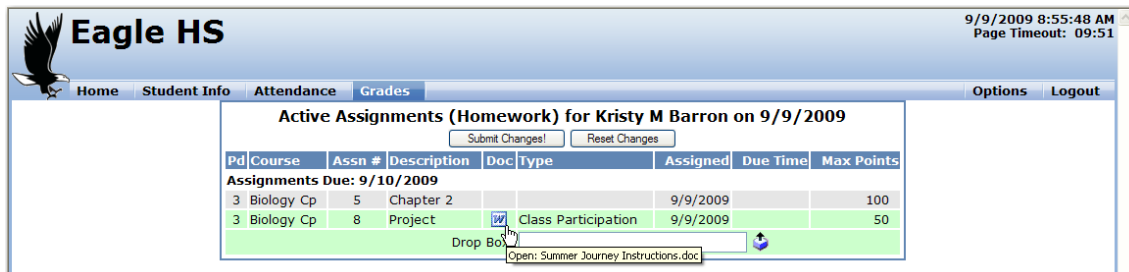 Eagle HS
9/9/2009 8:55:48 AM
Page Timeout: 09:51
Home Student Info Attendance Grades Options Logout
Active Assignments (Homework) for Kristy M Barron on 9/9/2009
Submit Changes! Reset Changes
Pd Course Assn # Description Doc Type Assigned Due Time Max Points
Assignments Due: 9/10/2009
3 Biology Cp 5 Chapter 2 9/9/2009 100
3 Biology Cp 8 Project W Class Participation 9/9/2009 50
Drop Box
Open: Summer Journey Instructions.doc